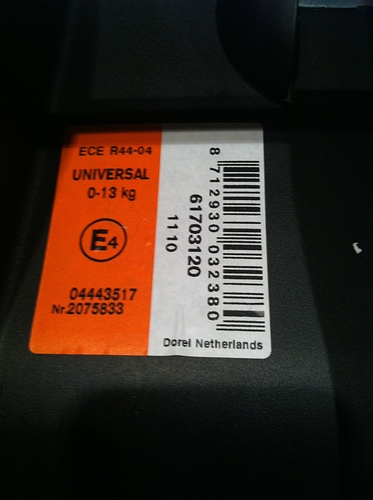 ECE R44-04
UNIVERSAL
0-13 kg
E4
04443517
Nr.2075833
8 712930 032380
61703120
1110
Dorel Netherlands